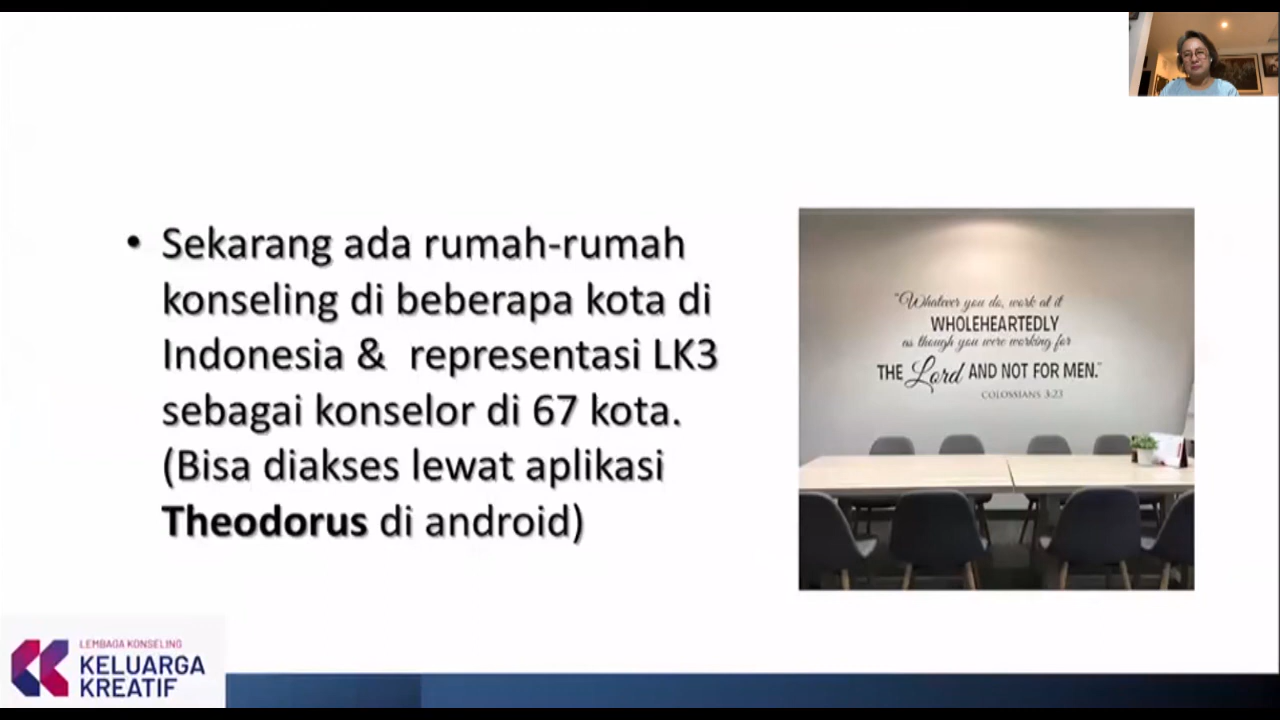 • Sekarang ada rumah-rumah
konseling di beberapa kota di
Indonesia & representasi LK3
sebagai konselor di 67 kota.
(Bisa diakses lewat aplikasi
Theodorus di android)
"Whatever you do, work at it
WHOLEHEARTEDLY
as though you were working for
THE Lord AND NOT FOR MEN."
COLOSSIANS 3:23
LEMBAGA KONSELING
KELUARGA
KREATIF